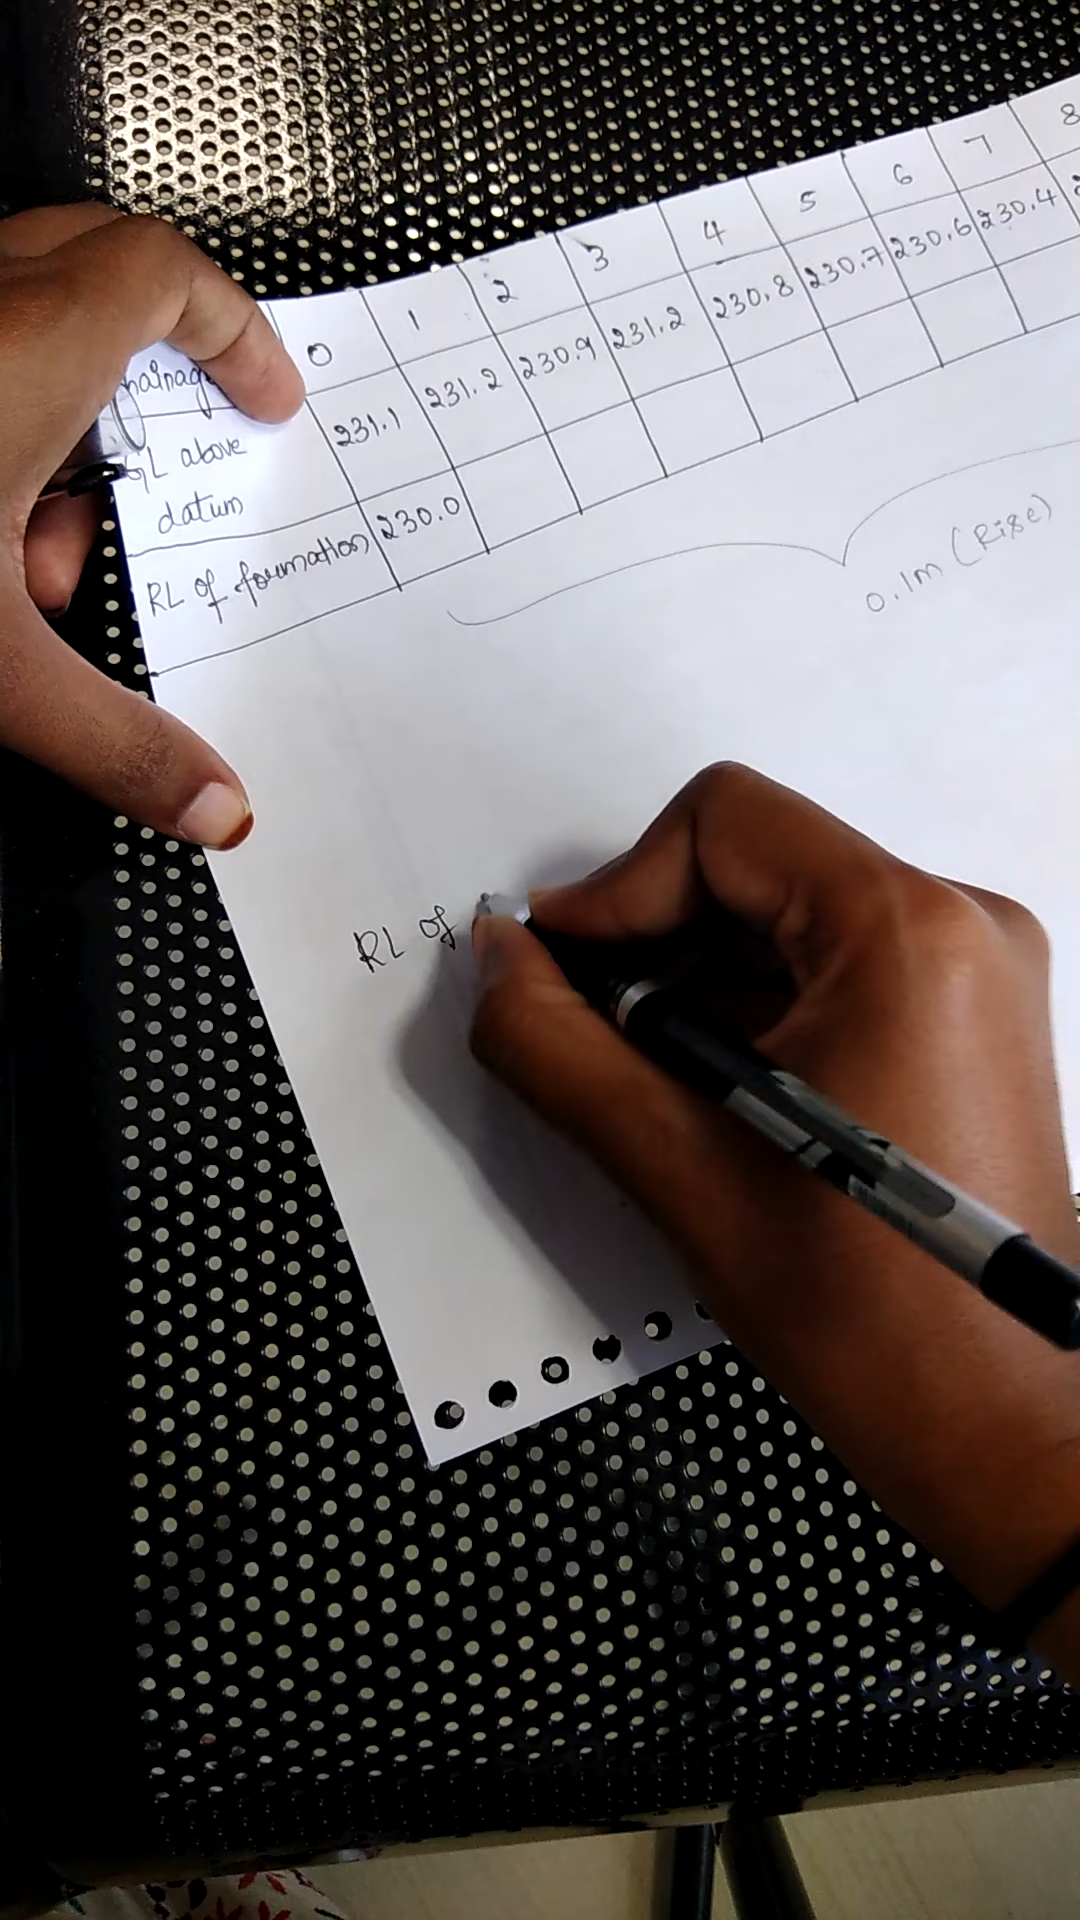 0 1 2 3 4 5 6 7 8
GL above datum 231.1 231.2 230.9 231.2 230.8 230.7 230.6 230.4
RL of formation 230.0
0.1m (Rise)
RL of